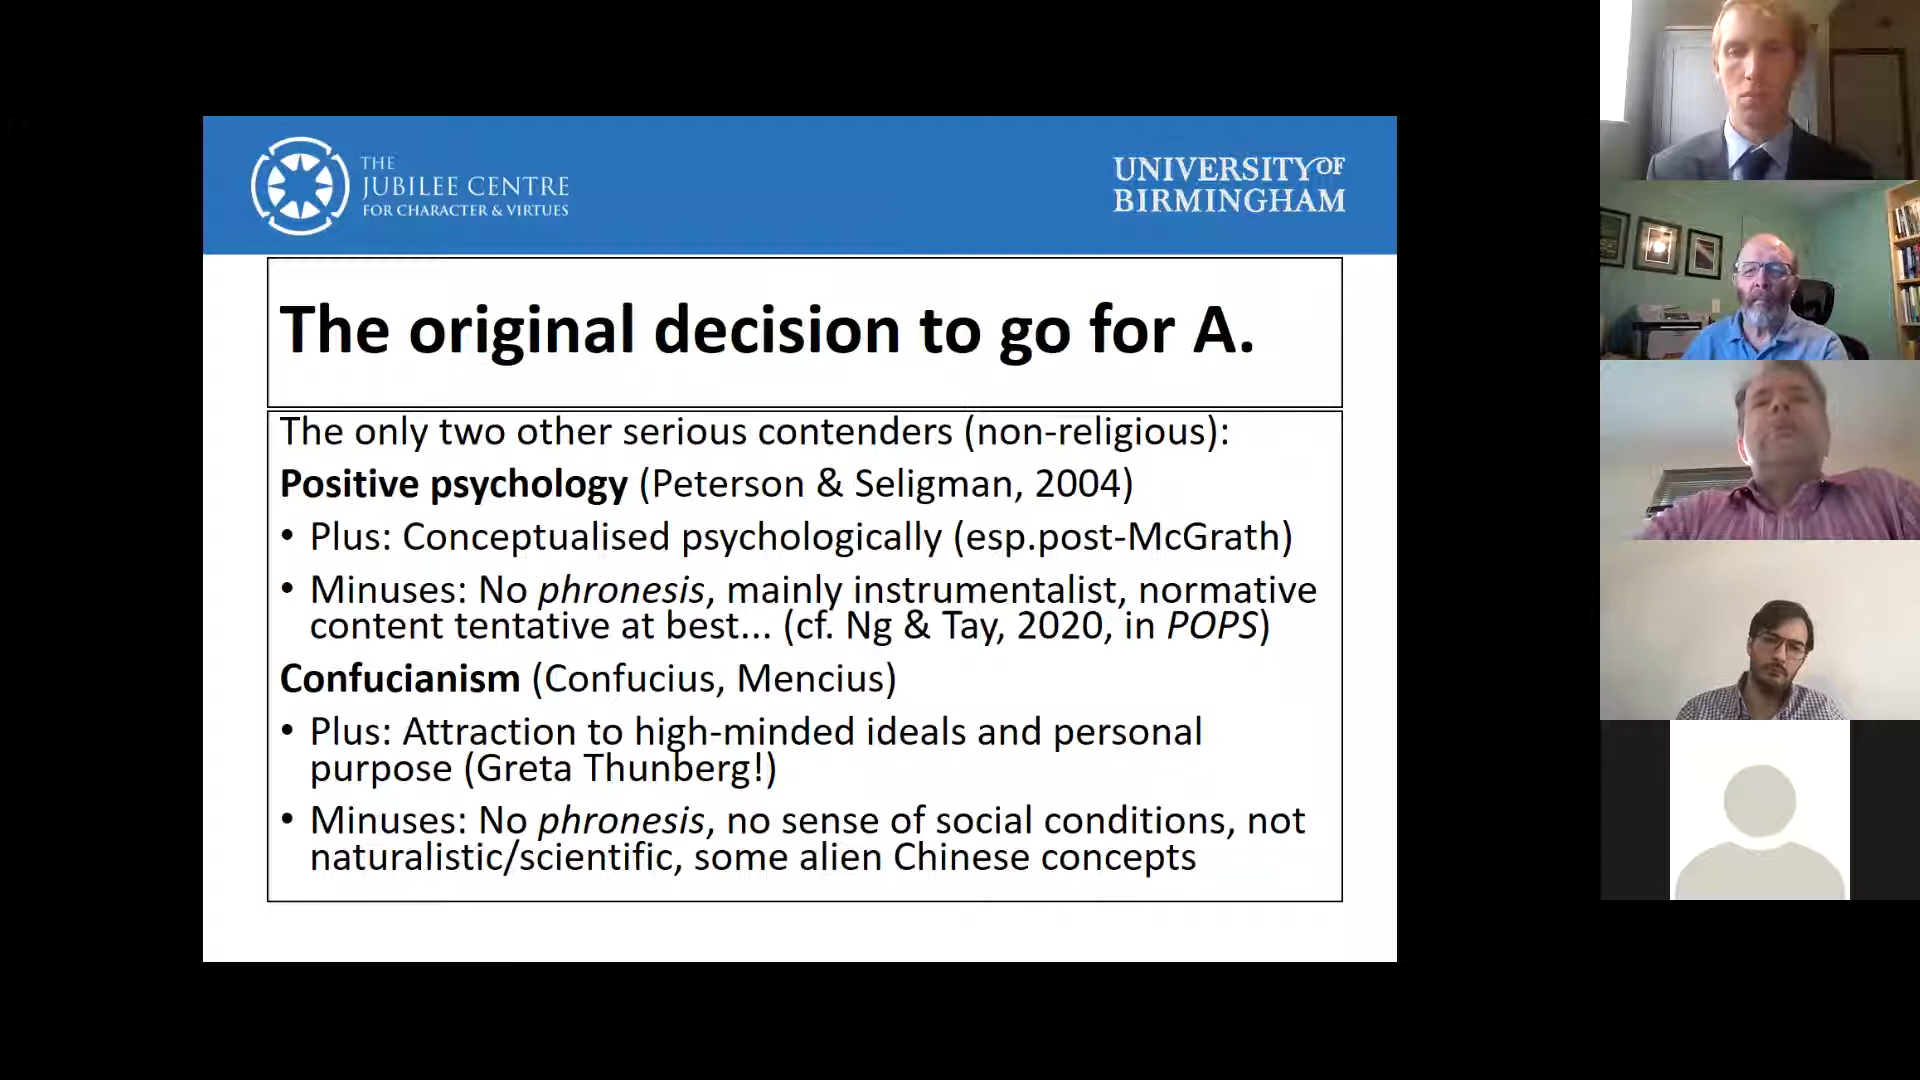 THE
JUBILEE CENTRE
FOR CHARACTER & VIRTUES
UNIVERSITY OF
BIRMINGHAM
The original decision to go for A.
The only two other serious contenders (non-religious):
Positive psychology (Peterson & Seligman, 2004)
• Plus: Conceptualised psychologically (esp.post-McGrath)
• Minuses: No phronesis, mainly instrumentalist, normative
content tentative at best... (cf. Ng & Tay, 2020, in POPS)
Confucianism (Confucius, Mencius)
• Plus: Attraction to high-minded ideals and personal
purpose (Greta Thunberg!)
• Minuses: No phronesis, no sense of social conditions, not
naturalistic/scientific, some alien Chinese concepts